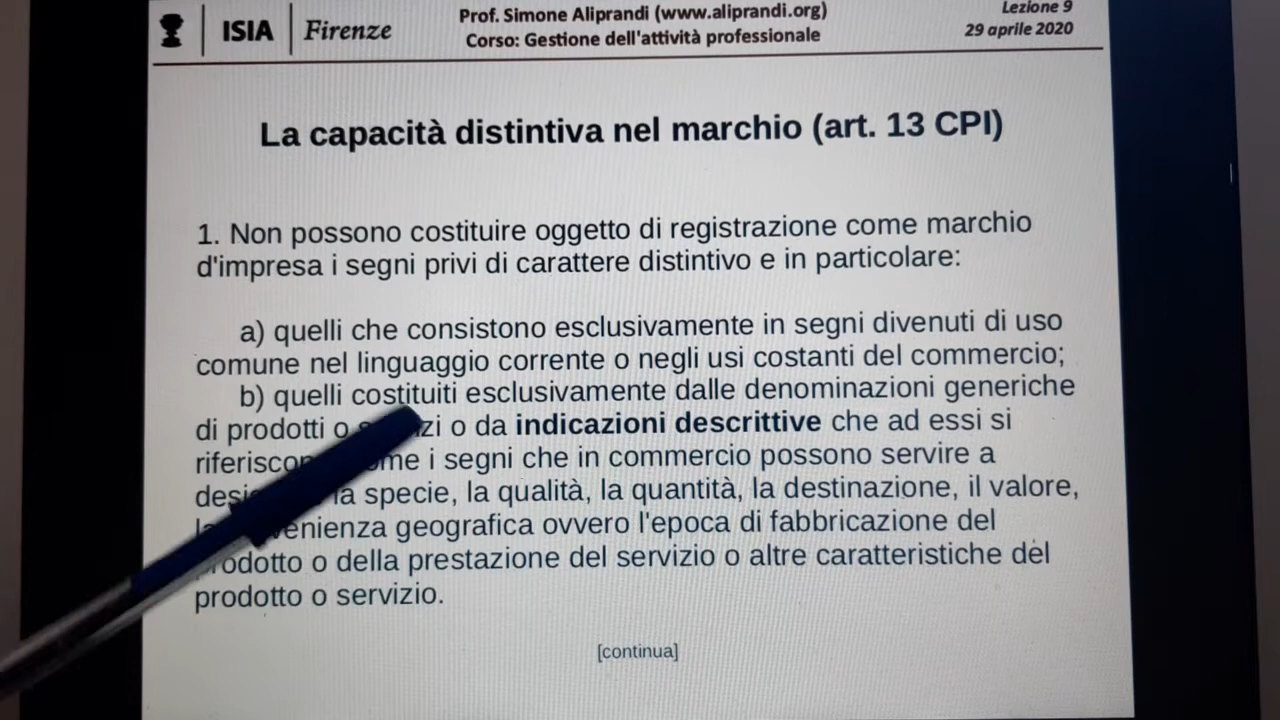 ISIA
Firenze
Prof. Simone Aliprandi (www.aliprandi.org)
Corso: Gestione dell'attività professionale
Lezione 9
29 aprile 2020
La capacità distintiva nel marchio (art. 13 CPI)
1. Non possono costituire oggetto di registrazione come marchio
d'impresa i segni privi di carattere distintivo e in particolare:
a) quelli che consistono esclusivamente in segni divenuti di uso
comune nel linguaggio corrente o negli usi costanti del commercio;
b) quelli costituiti esclusivamente dalle denominazioni generiche
di prodotti o o da indicazioni descrittive che ad essi si
i segni che in commercio possono servire a
la specie, la qualità, la quantità, la destinazione, il valore,
geografica ovvero l'epoca di fabbricazione del
prodotto o della prestazione del servizio o altre caratteristiche del
prodotto o servizio.
[continua]